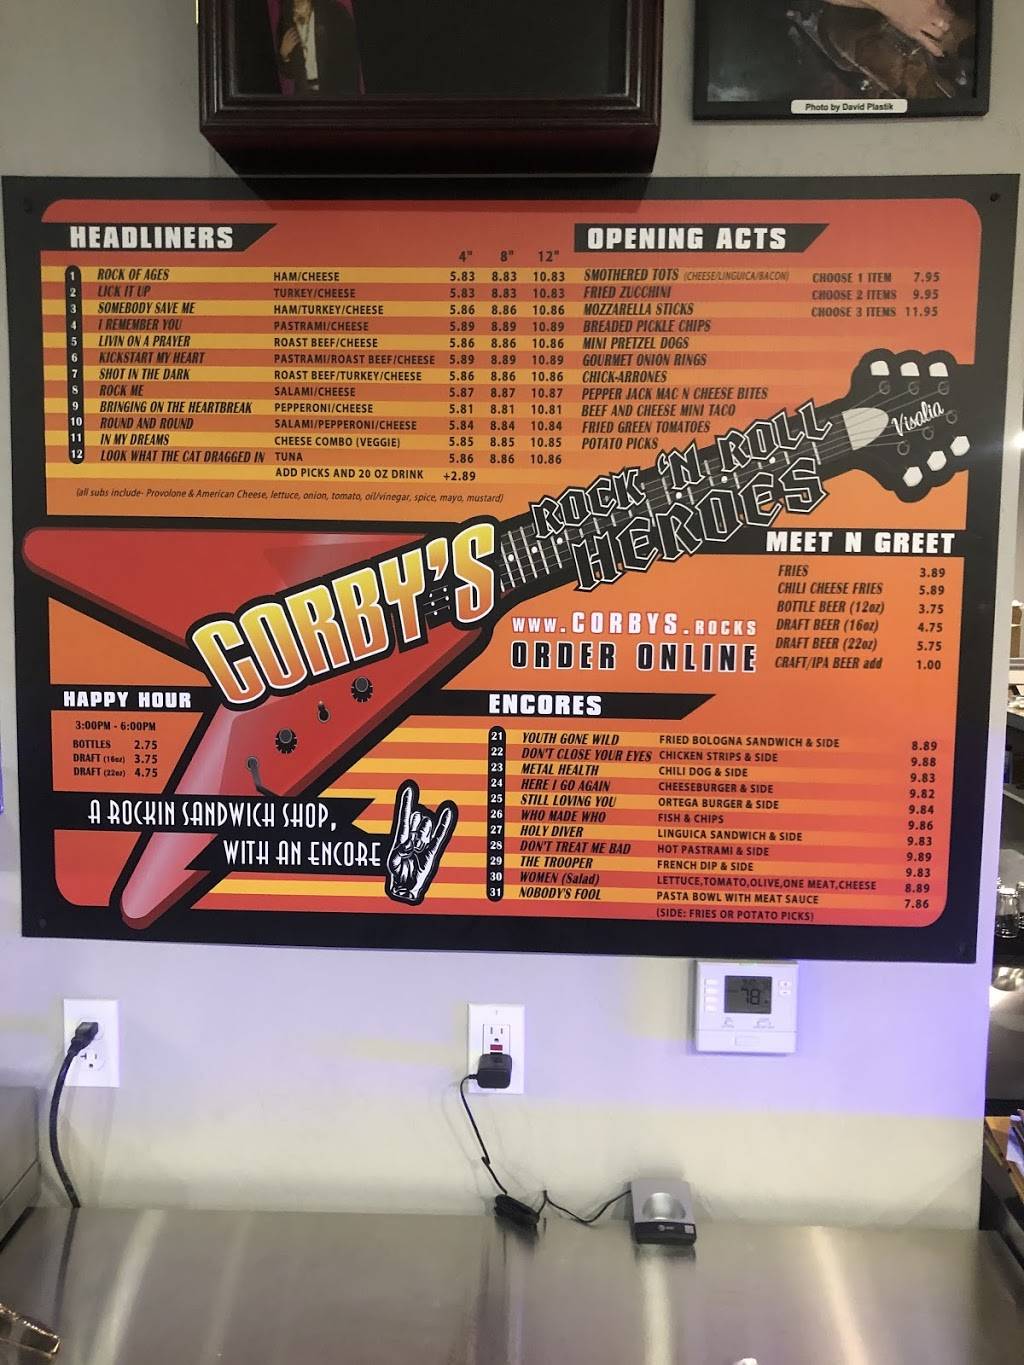 Photo by David Plastik
HEADLINERS
4" 8" 12"
1 ROCK OF AGES HAM/CHEESE 5.83 8.83 10.83
2 LICK IT UP TURKEY/CHEESE 5.83 8.83 10.83
3 SOMEBODY SAVE ME HAM/TURKEY/CHEESE 5.86 8.86 10.86
4 I REMEMBER YOU PASTRAMI/CHEESE 5.89 8.89 10.89
5 LIVIN ON A PRAYER ROAST BEEF/CHEESE 5.86 8.86 10.86
6 KICKSTART MY HEART PASTRAMI/ROAST BEEF/CHEESE 5.89 8.89 10.89
7 SHOT IN THE DARK ROAST BEEF/TURKEY/CHEESE 5.86 8.86 10.86
8 ROCK ME SALAMI/CHEESE 5.87 8.87 10.87
9 BRINGING ON THE HEARTBREAK PEPPERONI/CHEESE 5.81 8.81 10.81
10 ROUND AND ROUND SALAMI/PEPPERONI/CHEESE 5.84 8.84 10.84
11 IN MY DREAMS CHEESE COMBO (VEGGIE) 5.85 8.85 10.85
12 LOOK WHAT THE CAT DRAGGED IN TUNA 5.86 8.86 10.86
ADD PICKS AND 20 OZ DRINK +2.89
(all subs include- Provolone & American Cheese, lettuce, onion, tomato, oil/vinegar, spice, mayo, mustard)
OPENING ACTS
SMOTHERED TOTS (CHEESE/LINGUICA/BACON) CHOOSE 1 ITEM 7.95
FRIED ZUCCHINI CHOOSE 2 ITEMS 9.95
MOZZARELLA STICKS CHOOSE 3 ITEMS 11.95
BREADED PICKLE CHIPS
MINI PRETZEL DOGS
GOURMET ONION RINGS
CHICK-ARRONES
PEPPER JACK MAC N CHEESE BITES
BEEF AND CHEESE MINI TACO
FRIED GREEN TOMATOES
POTATO PICKS
Visalia
ROCK 'N ROLL
HEROES
CORBY'S
MEET N GREET
FRIES 3.89
CHILI CHEESE FRIES 5.89
BOTTLE BEER (12oz) 3.75
DRAFT BEER (16oz) 4.75
DRAFT BEER (22oz) 5.75
CRAFT/IPA BEER add 1.00
WWW.CORBYS.ROCKS
ORDER ONLINE
HAPPY HOUR
3:00PM - 6:00PM
BOTTLES 2.75
DRAFT (16oz) 3.75
DRAFT (22oz) 4.75
A ROCKIN SANDWICH SHOP,
WITH AN ENCORE
ENCORES
21 YOUTH GONE WILD FRIED BOLOGNA SANDWICH & SIDE 8.89
22 DON'T CLOSE YOUR EYES CHICKEN STRIPS & SIDE 9.88
23 METAL HEALTH CHILI DOG & SIDE 9.83
24 HERE I GO AGAIN CHEESEBURGER & SIDE 9.82
25 STILL LOVING YOU ORTEGA BURGER & SIDE 9.84
26 WHO MADE WHO FISH & CHIPS 9.86
27 HOLY DIVER LINGUICA SANDWICH & SIDE 9.83
28 DON'T TREAT ME BAD HOT PASTRAMI & SIDE 9.89
29 THE TROOPER FRENCH DIP & SIDE 9.83
30 WOMEN (Salad) LETTUCE,TOMATO,OLIVE,ONE MEAT,CHEESE 8.89
31 NOBODY'S FOOL PASTA BOWL WITH MEAT SAUCE 7.86
(SIDE: FRIES OR POTATO PICKS)
78